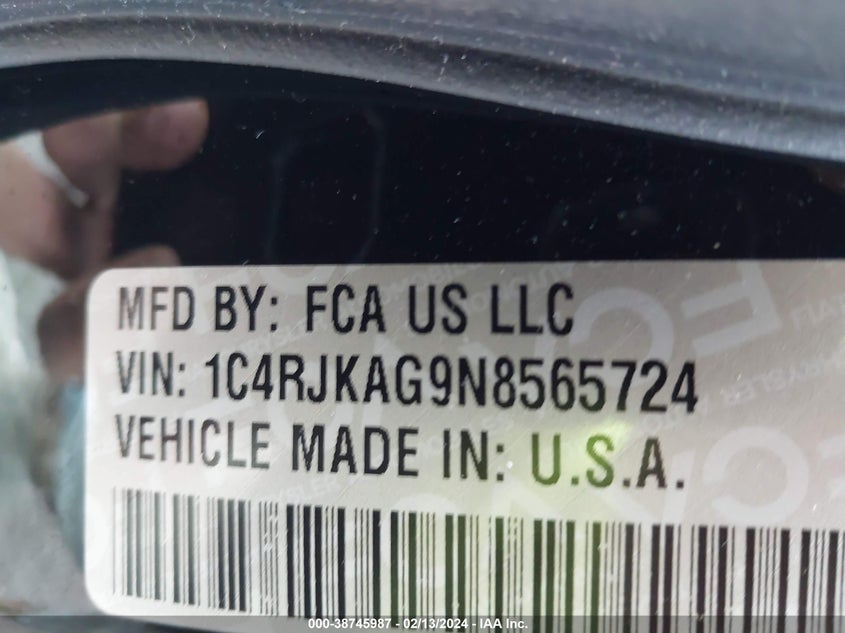 MFD BY: FCA US LLC
VIN: 1C4RJKAG9N8565724
VEHICLE MADE IN: U.S.A.
000-38745987 - 02/13/2024 - IAA Inc.